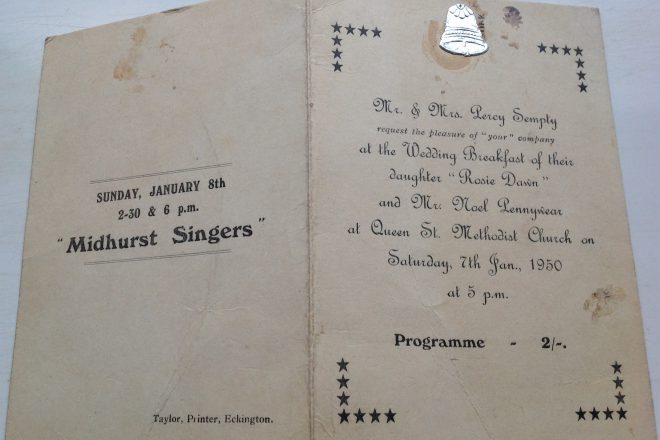 SUNDAY, JANUARY 8th
2-30 & 6 p.m.
"Midhurst Singers"
Taylor, Printer, Eckington.
Mr. & Mrs. Percy Sempty
request the pleasure of "your" company
at the Wedding Breakfast of their
daughter "Rosie Dawn"
and Mr. Noel Pennywear
at Queen St. Methodist Church on
Saturday, 7th Jan., 1950
at 5 p.m.
Programme - 2/-.